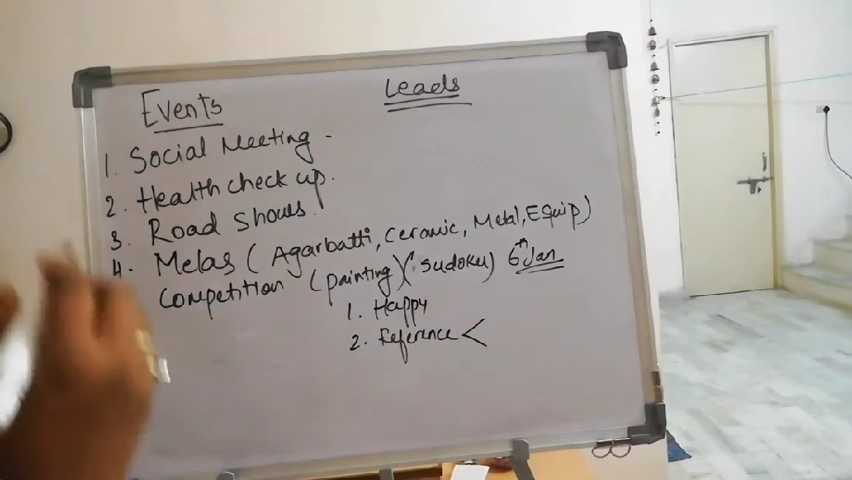 Events
Leads
1. Social Meeting -
2. Health check up.
3. Road Shows.
4. Melas ( Agarbatti, Ceramic, Metal, Equip)
Competition (painting)(sudoku) 6th Jan
1. Happy
2. Reference <